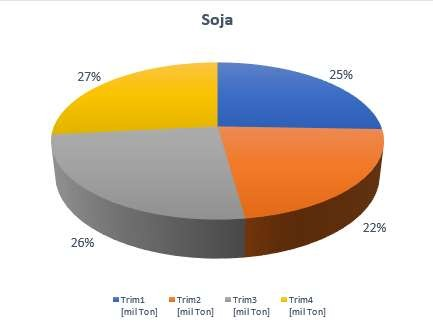 Soja
27%
25%
26%
22%
Trim1 [mil Ton]
Trim2 [mil Ton]
Trim3 [mil Ton]
Trim4 [mil Ton]